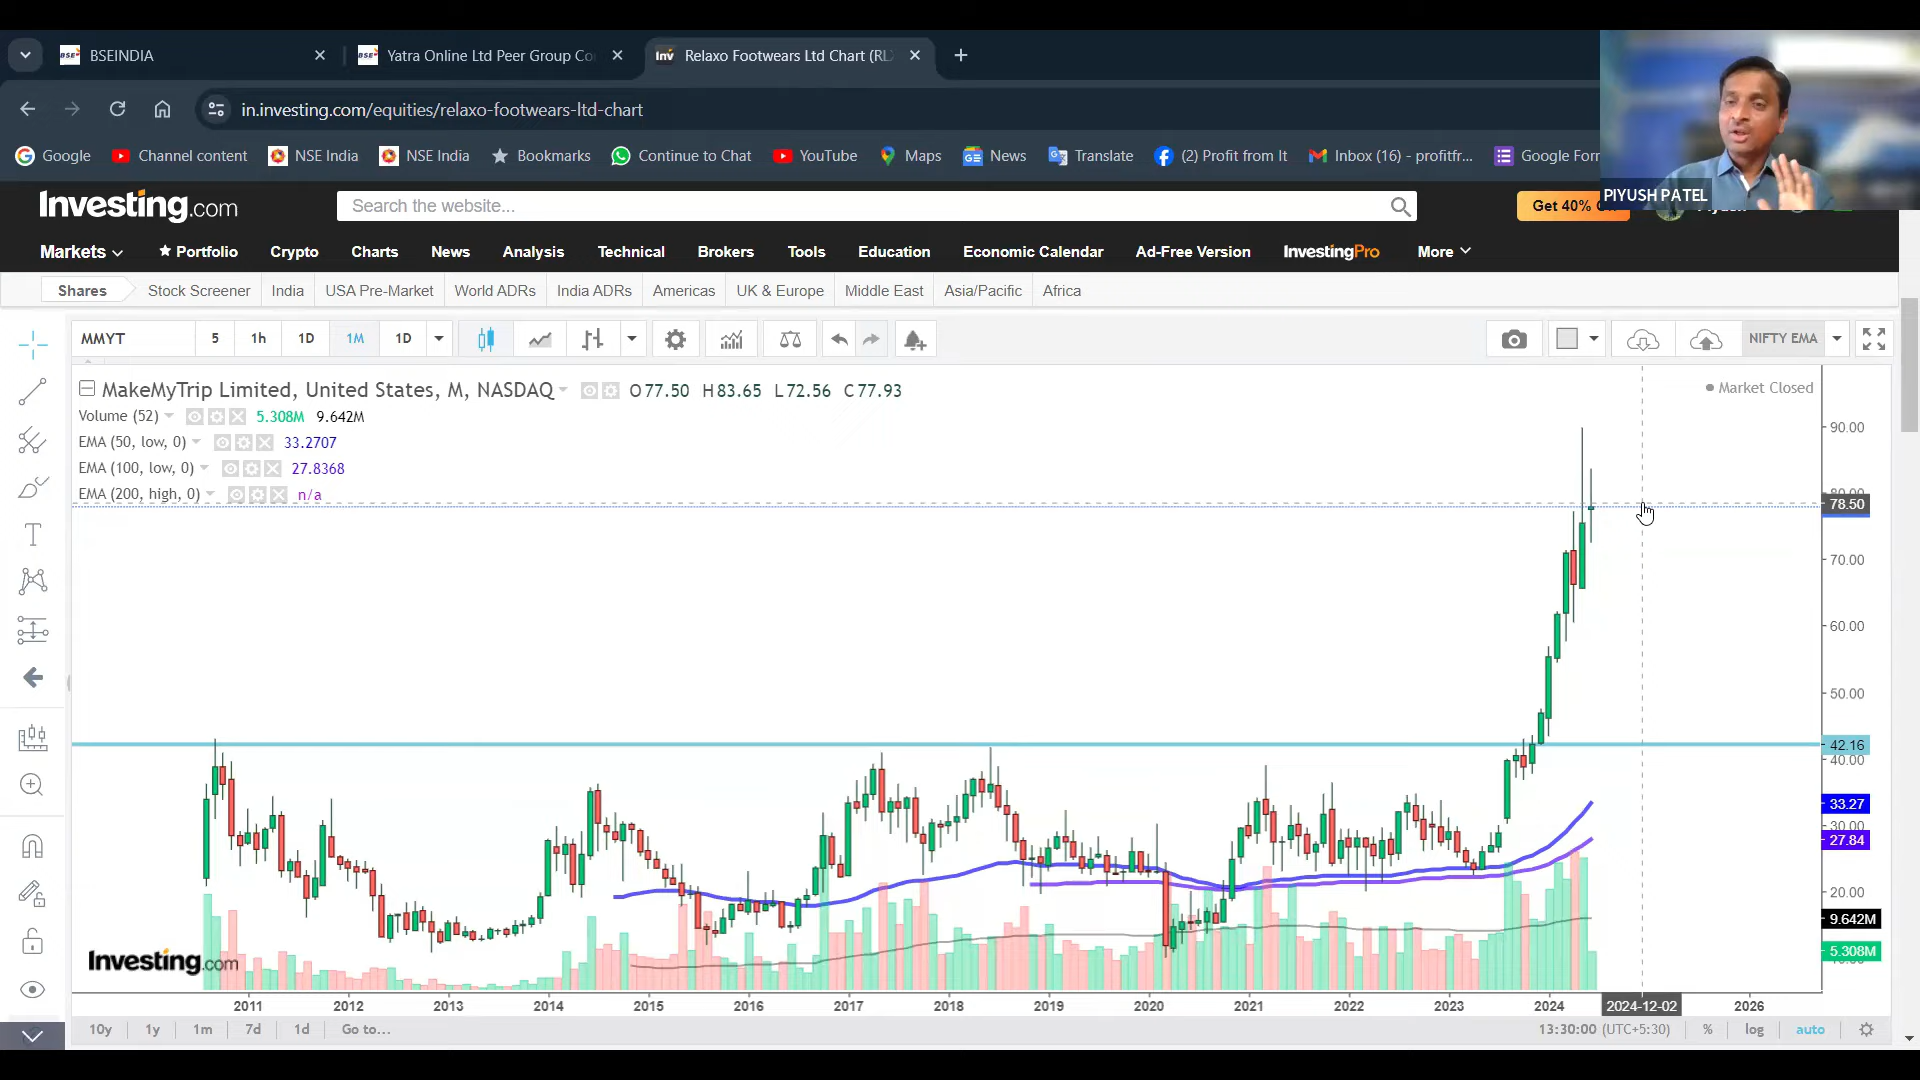 BSEINDIA
Yatra Online Ltd Peer Group Co
Inv Relaxo Footwears Ltd Chart (RL
in.investing.com/equities/relaxo-footwears-ltd-chart
Google Channel content NSE India NSE India Bookmarks Continue to Chat YouTube Maps News Translate (2) Profit from It Inbox (16) - profitfr... Google For
PIYUSH PATEL
Investing.com
Search the website...
Get 40%
Markets Portfolio Crypto Charts News Analysis Technical Brokers Tools Education Economic Calendar Ad-Free Version InvestingPro More
Shares Stock Screener India USA Pre-Market World ADRs India ADRs Americas UK & Europe Middle East Asia/Pacific Africa
MMYT 5 1h 1D 1M 1D NIFTY EMA
MakeMyTrip Limited, United States, M, NASDAQ O 77.50 H 83.65 L 72.56 C 77.93
Market Closed
Volume (52) 5.308M 9.642M
EMA (50, low, 0) 33.2707
EMA (100, low, 0) 27.8368
EMA (200, high, 0) n/a
90.00
78.50
70.00
60.00
50.00
42.16
40.00
33.27
30.00
27.84
20.00
9.642M
5.308M
Investing.com
2011 2012 2013 2014 2015 2016 2017 2018 2019 2020 2021 2022 2023 2024 2024-12-02 2026
10y 1y 1m 7d 1d Go to... 13:30:00 (UTC+5:30) % log auto